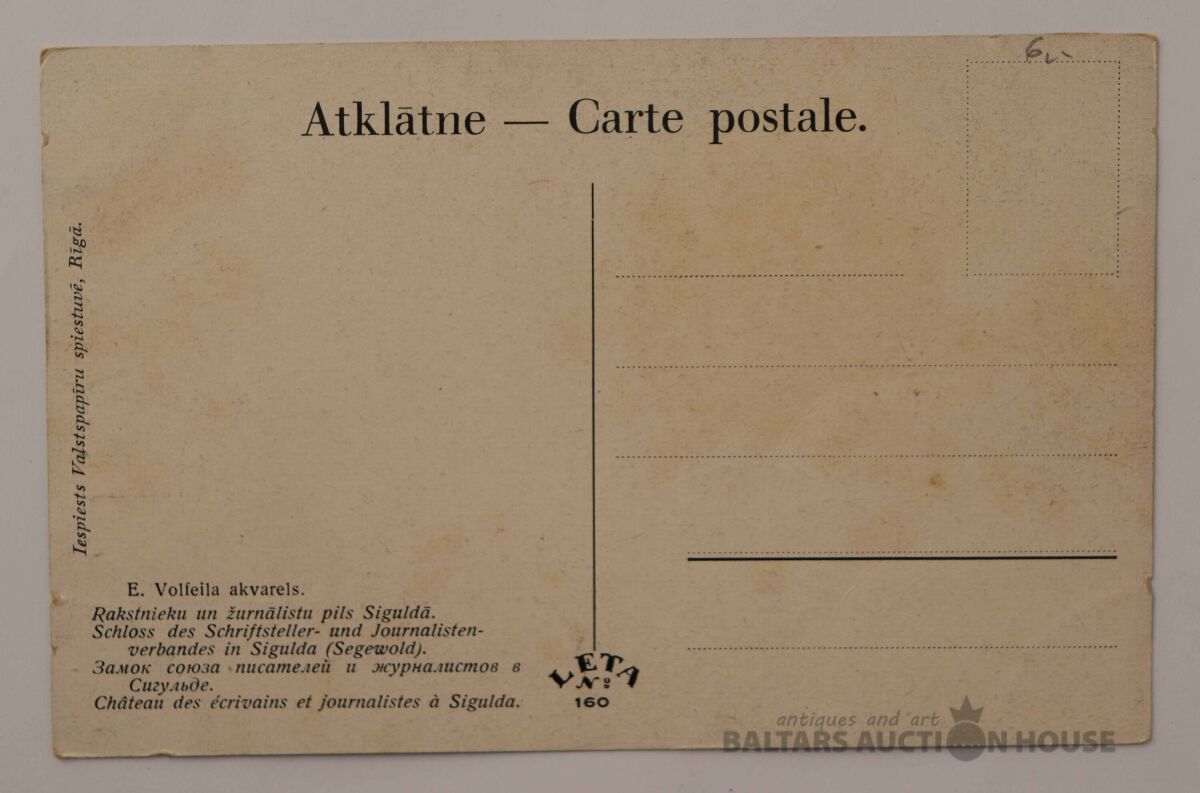 6,-
Atklātne — Carte postale.
Iespiests Valstspapīru spiestuvē, Rīgā.
E. Volfeila akvarels.
Rakstnieku un žurnālistu pils Siguldā.
Schloss des Schriftsteller- und Journalisten-
verbandes in Sigulda (Segewold).
Замок союза писателей и журналистов в
Сигульде.
Château des écrivains et journalistes à Sigulda.
LETA
№
160
antiques and art
BALTARS AUCTION HOUSE